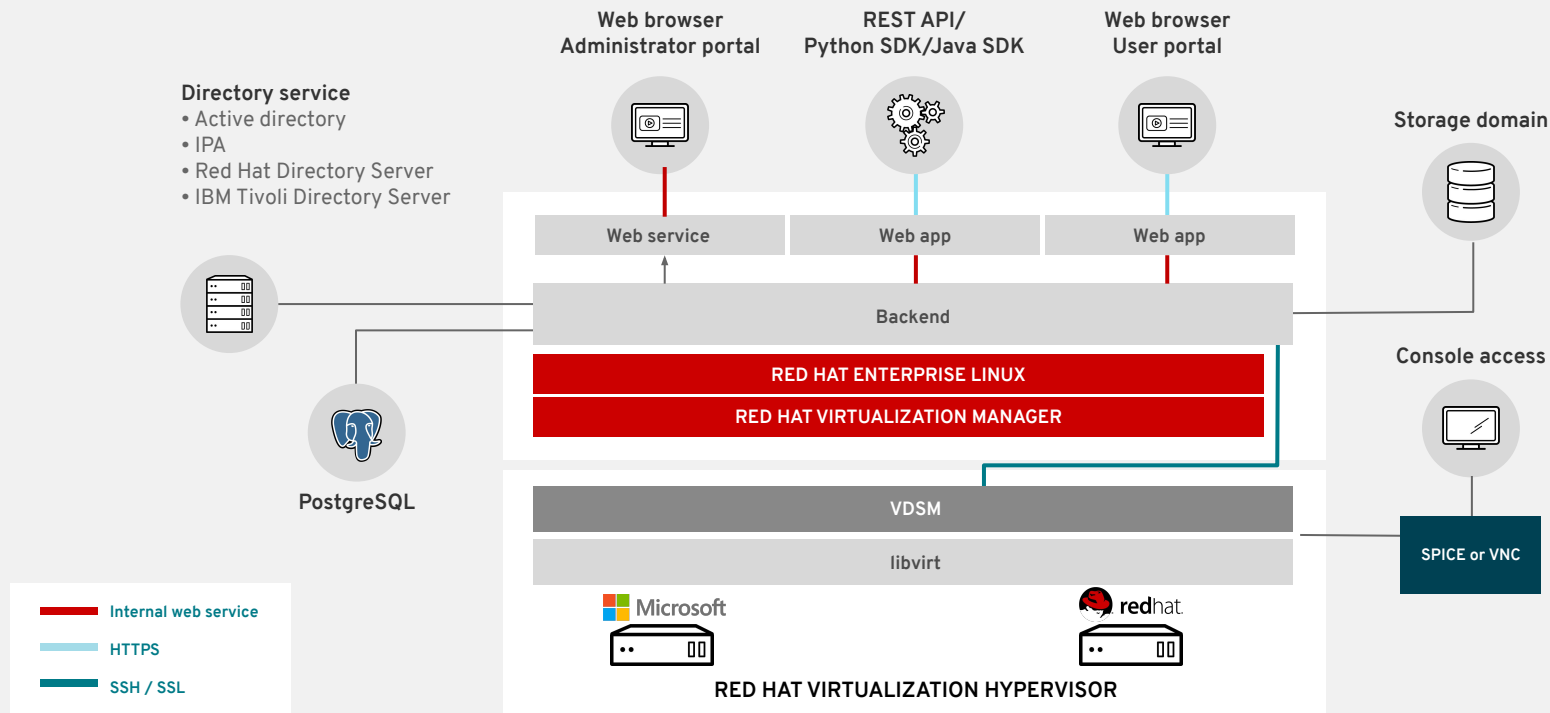 Web browser
Administrator portal
REST API/
Python SDK/Java SDK
Web browser
User portal
Directory service
• Active directory
• IPA
• Red Hat Directory Server
• IBM Tivoli Directory Server
Storage domain
Web service
Web app
Web app
Backend
RED HAT ENTERPRISE LINUX
RED HAT VIRTUALIZATION MANAGER
Console access
PostgreSQL
VDSM
libvirt
SPICE or VNC
Microsoft
redhat.
RED HAT VIRTUALIZATION HYPERVISOR
Internal web service
HTTPS
SSH / SSL